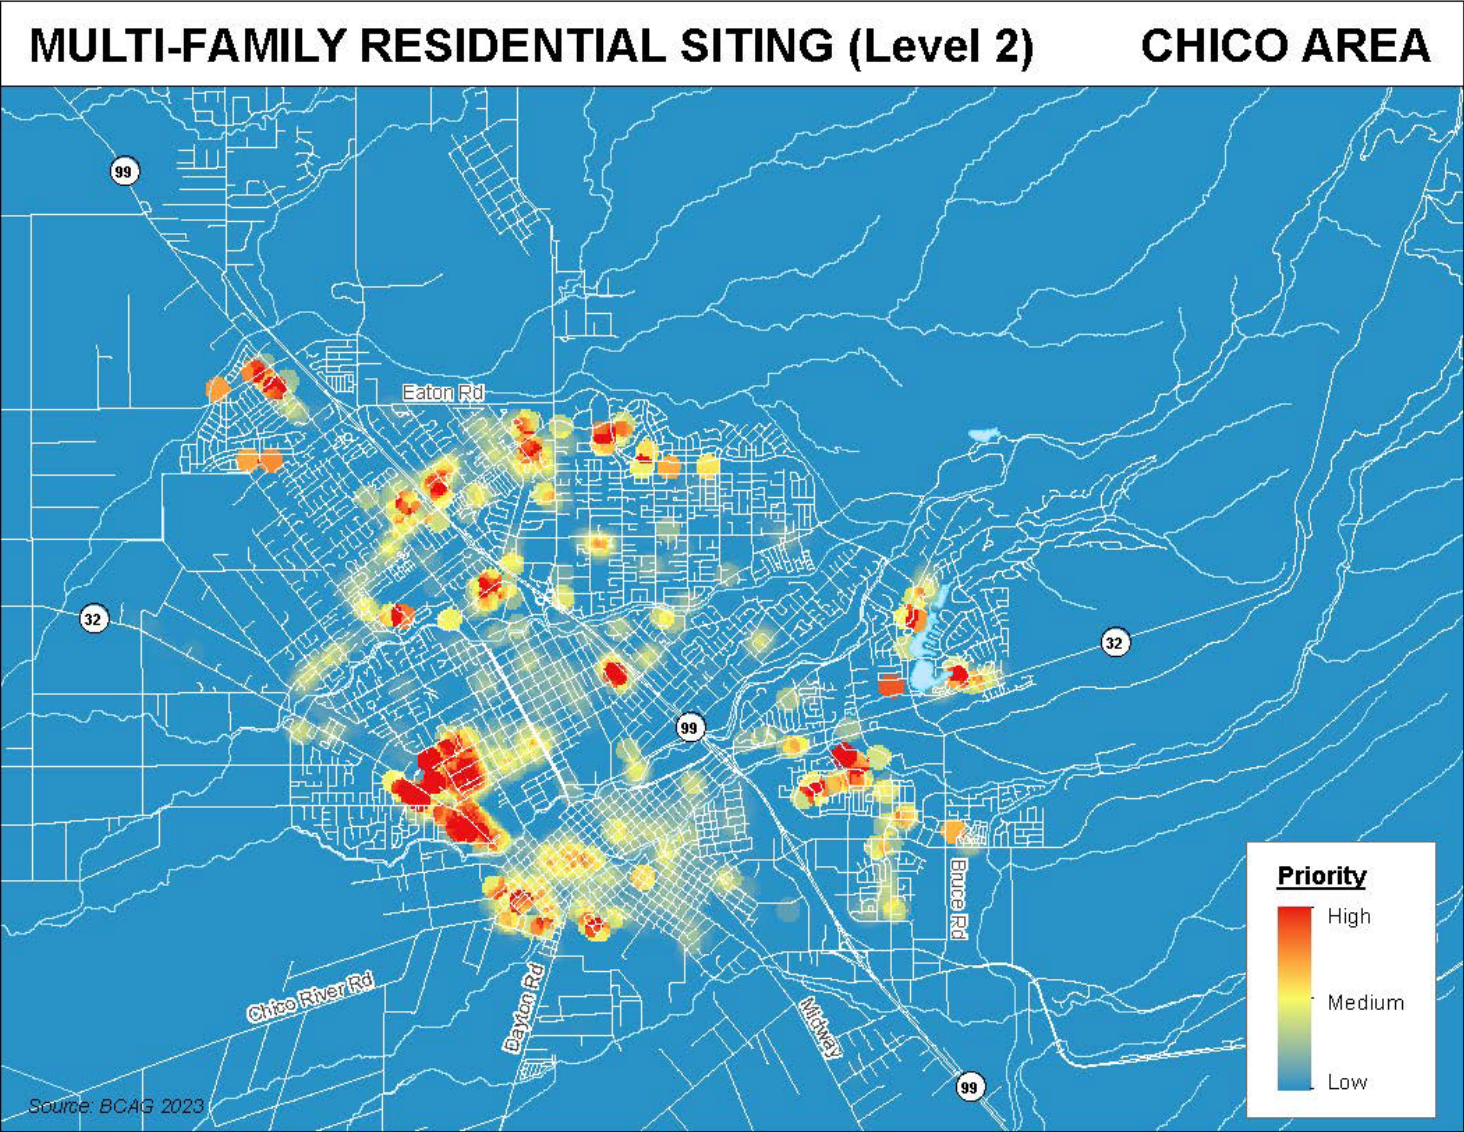 MULTI-FAMILY RESIDENTIAL SITING (Level 2) CHICO AREA
99
Eaton Rd
32
32
99
Bruce Rd
Priority
High
Medium
Low
Chico River Rd
Dayton Rd
Midway
99
Source: BCAG 2023